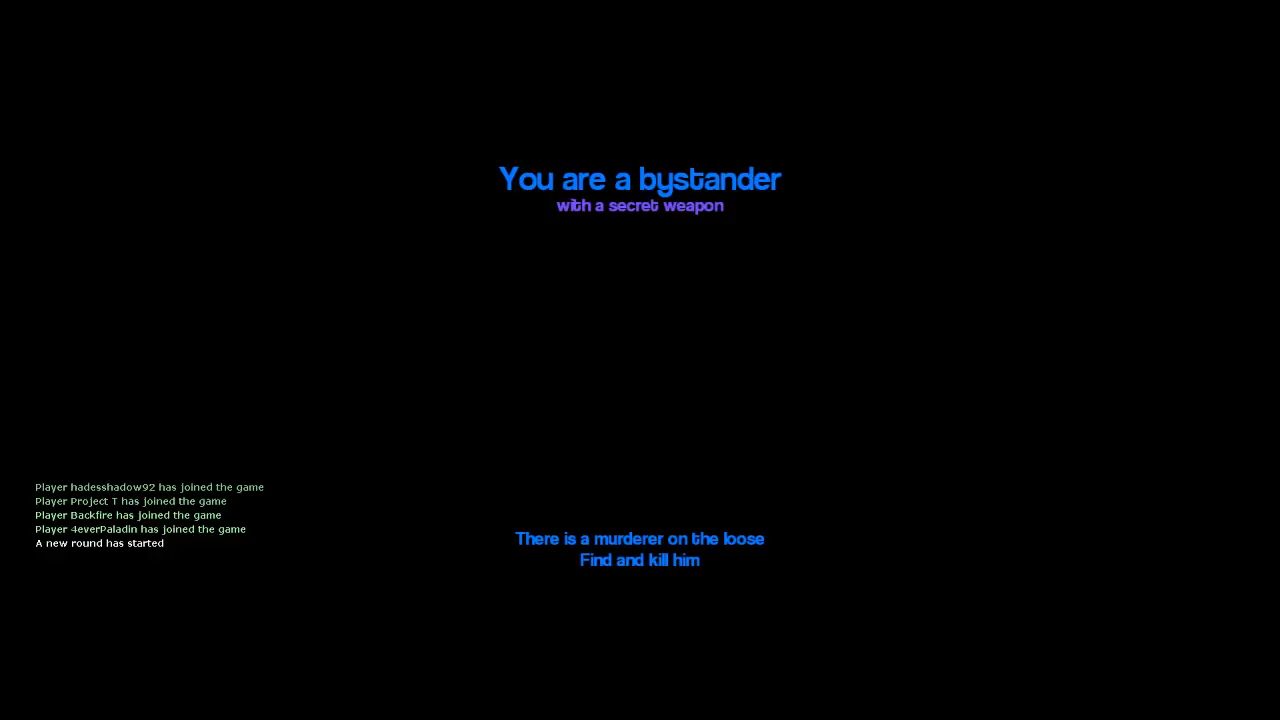 You are a bystander
with a secret weapon
Player hadesshadow92 has joined the game
Player Project T has joined the game
Player Backfire has joined the game
Player 4everPaladin has joined the game
A new round has started
There is a murderer on the loose
Find and kill him